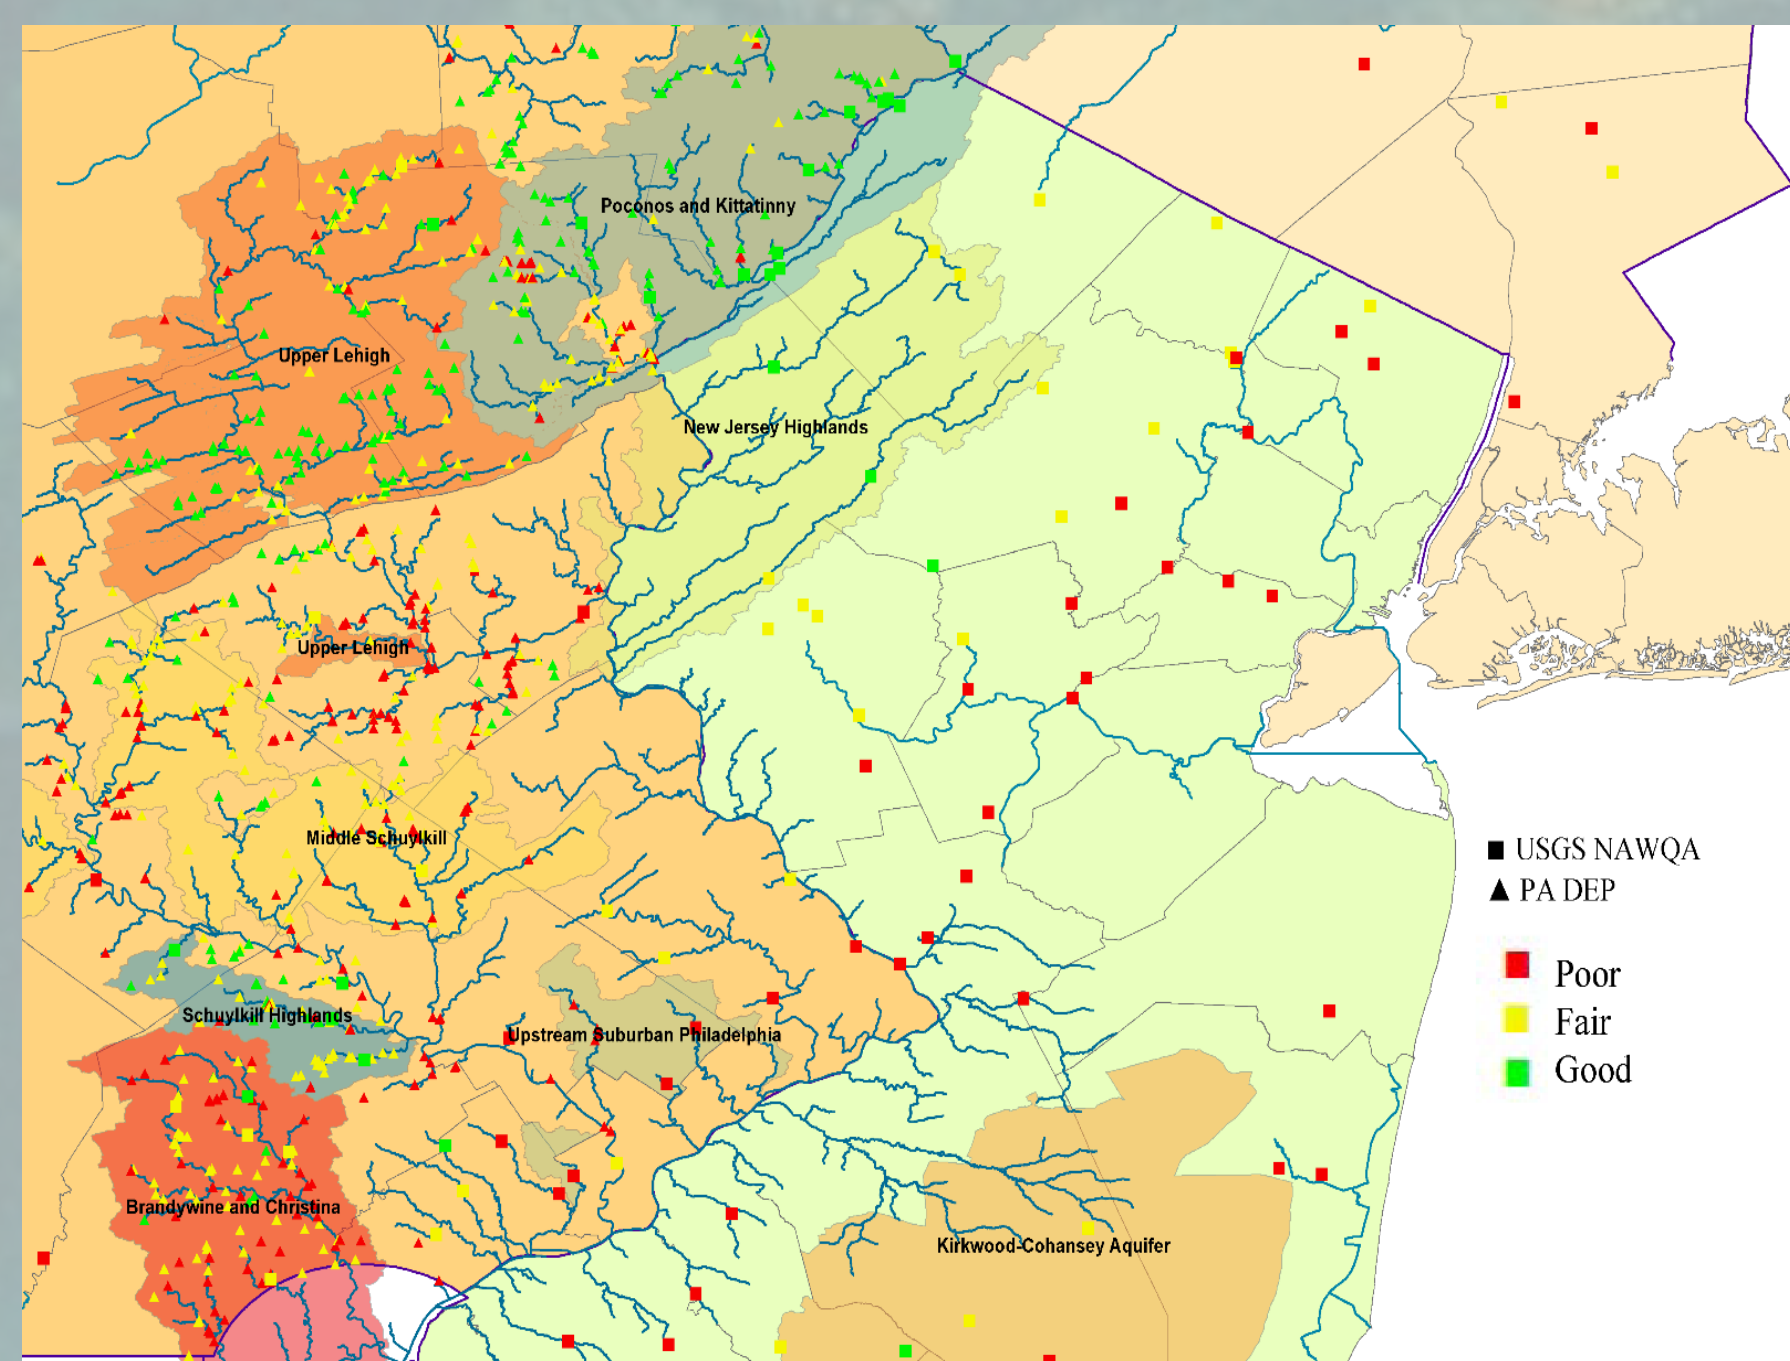 Poconos and Kittatinny
Upper Lehigh
New Jersey Highlands
Upper Lehigh
Middle Schuylkill
USGS NAWQA
PA DEP
Poor
Fair
Good
Schuylkill Highlands
Upstream Suburban Philadelphia
Brandywine and Christina
Kirkwood-Cohansey Aquifer